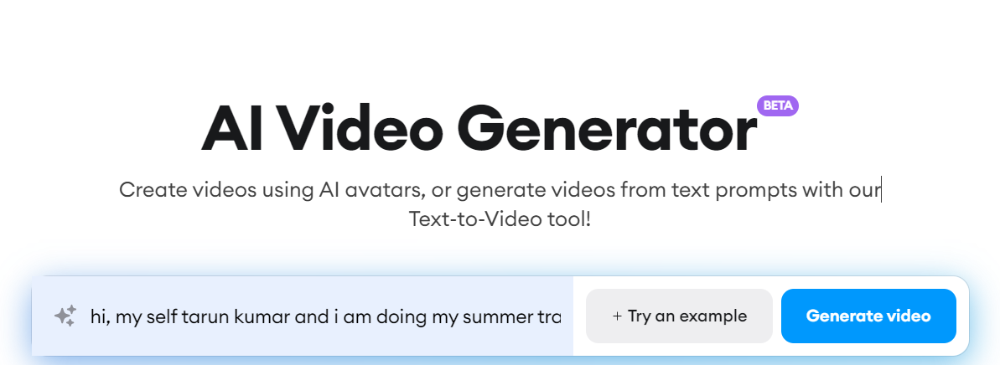 AI Video Generator BETA
Create videos using AI avatars, or generate videos from text prompts with our
Text-to-Video tool!
hi, my self tarun kumar and i am doing my summer tra
+ Try an example
Generate video